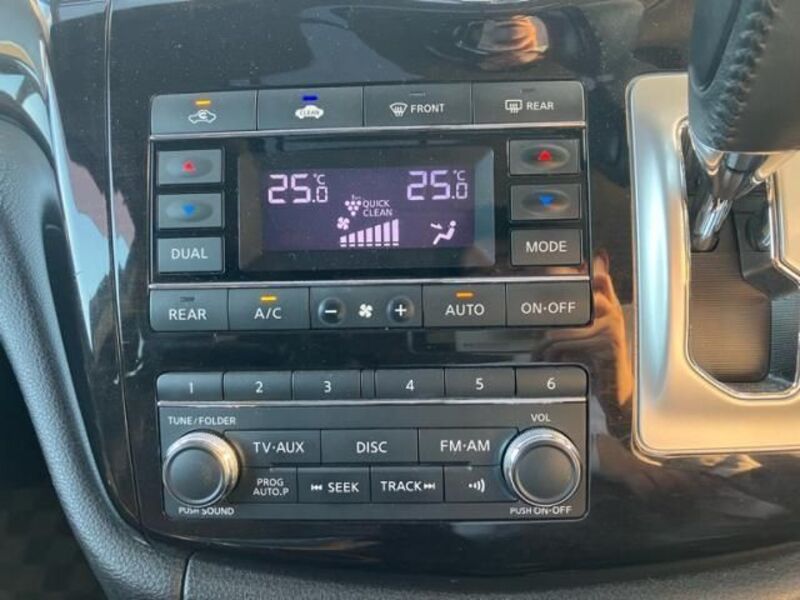 CLEAN
FRONT
REAR
25.0°C
25.0°C
QUICK
CLEAN
DUAL
MODE
REAR
A/C
−
+
AUTO
ON·OFF
1
2
3
4
5
6
TUNE/FOLDER
VOL
TV·AUX
DISC
FM·AM
PROG
AUTO.P
SEEK
TRACK
PUSH SOUND
PUSH ON·OFF